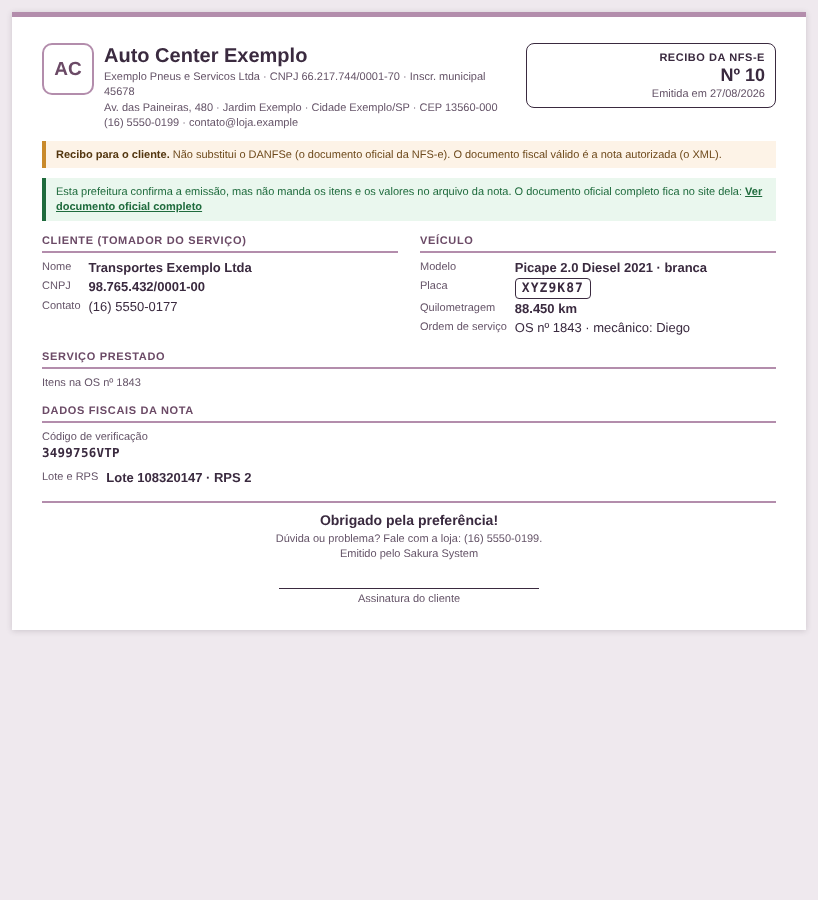 AC
Auto Center Exemplo
Exemplo Pneus e Servicos Ltda · CNPJ 66.217.744/0001-70 · Inscr. municipal
45678
Av. das Paineiras, 480 · Jardim Exemplo · Cidade Exemplo/SP · CEP 13560-000
(16) 5550-0199 · contato@loja.example
RECIBO DA NFS-E
Nº 10
Emitida em 27/08/2026
Recibo para o cliente. Não substitui o DANFSe (o documento oficial da NFS-e). O documento fiscal válido é a nota autorizada (o XML).
Esta prefeitura confirma a emissão, mas não manda os itens e os valores no arquivo da nota. O documento oficial completo fica no site dela: Ver
documento oficial completo
CLIENTE (TOMADOR DO SERVIÇO)
Nome Transportes Exemplo Ltda
CNPJ 98.765.432/0001-00
Contato (16) 5550-0177
VEÍCULO
Modelo Picape 2.0 Diesel 2021 · branca
Placa XYZ9K87
Quilometragem 88.450 km
Ordem de serviço OS nº 1843 · mecânico: Diego
SERVIÇO PRESTADO
Itens na OS nº 1843
DADOS FISCAIS DA NOTA
Código de verificação
3499756VTP
Lote e RPS Lote 108320147 · RPS 2
Obrigado pela preferência!
Dúvida ou problema? Fale com a loja: (16) 5550-0199.
Emitido pelo Sakura System
Assinatura do cliente